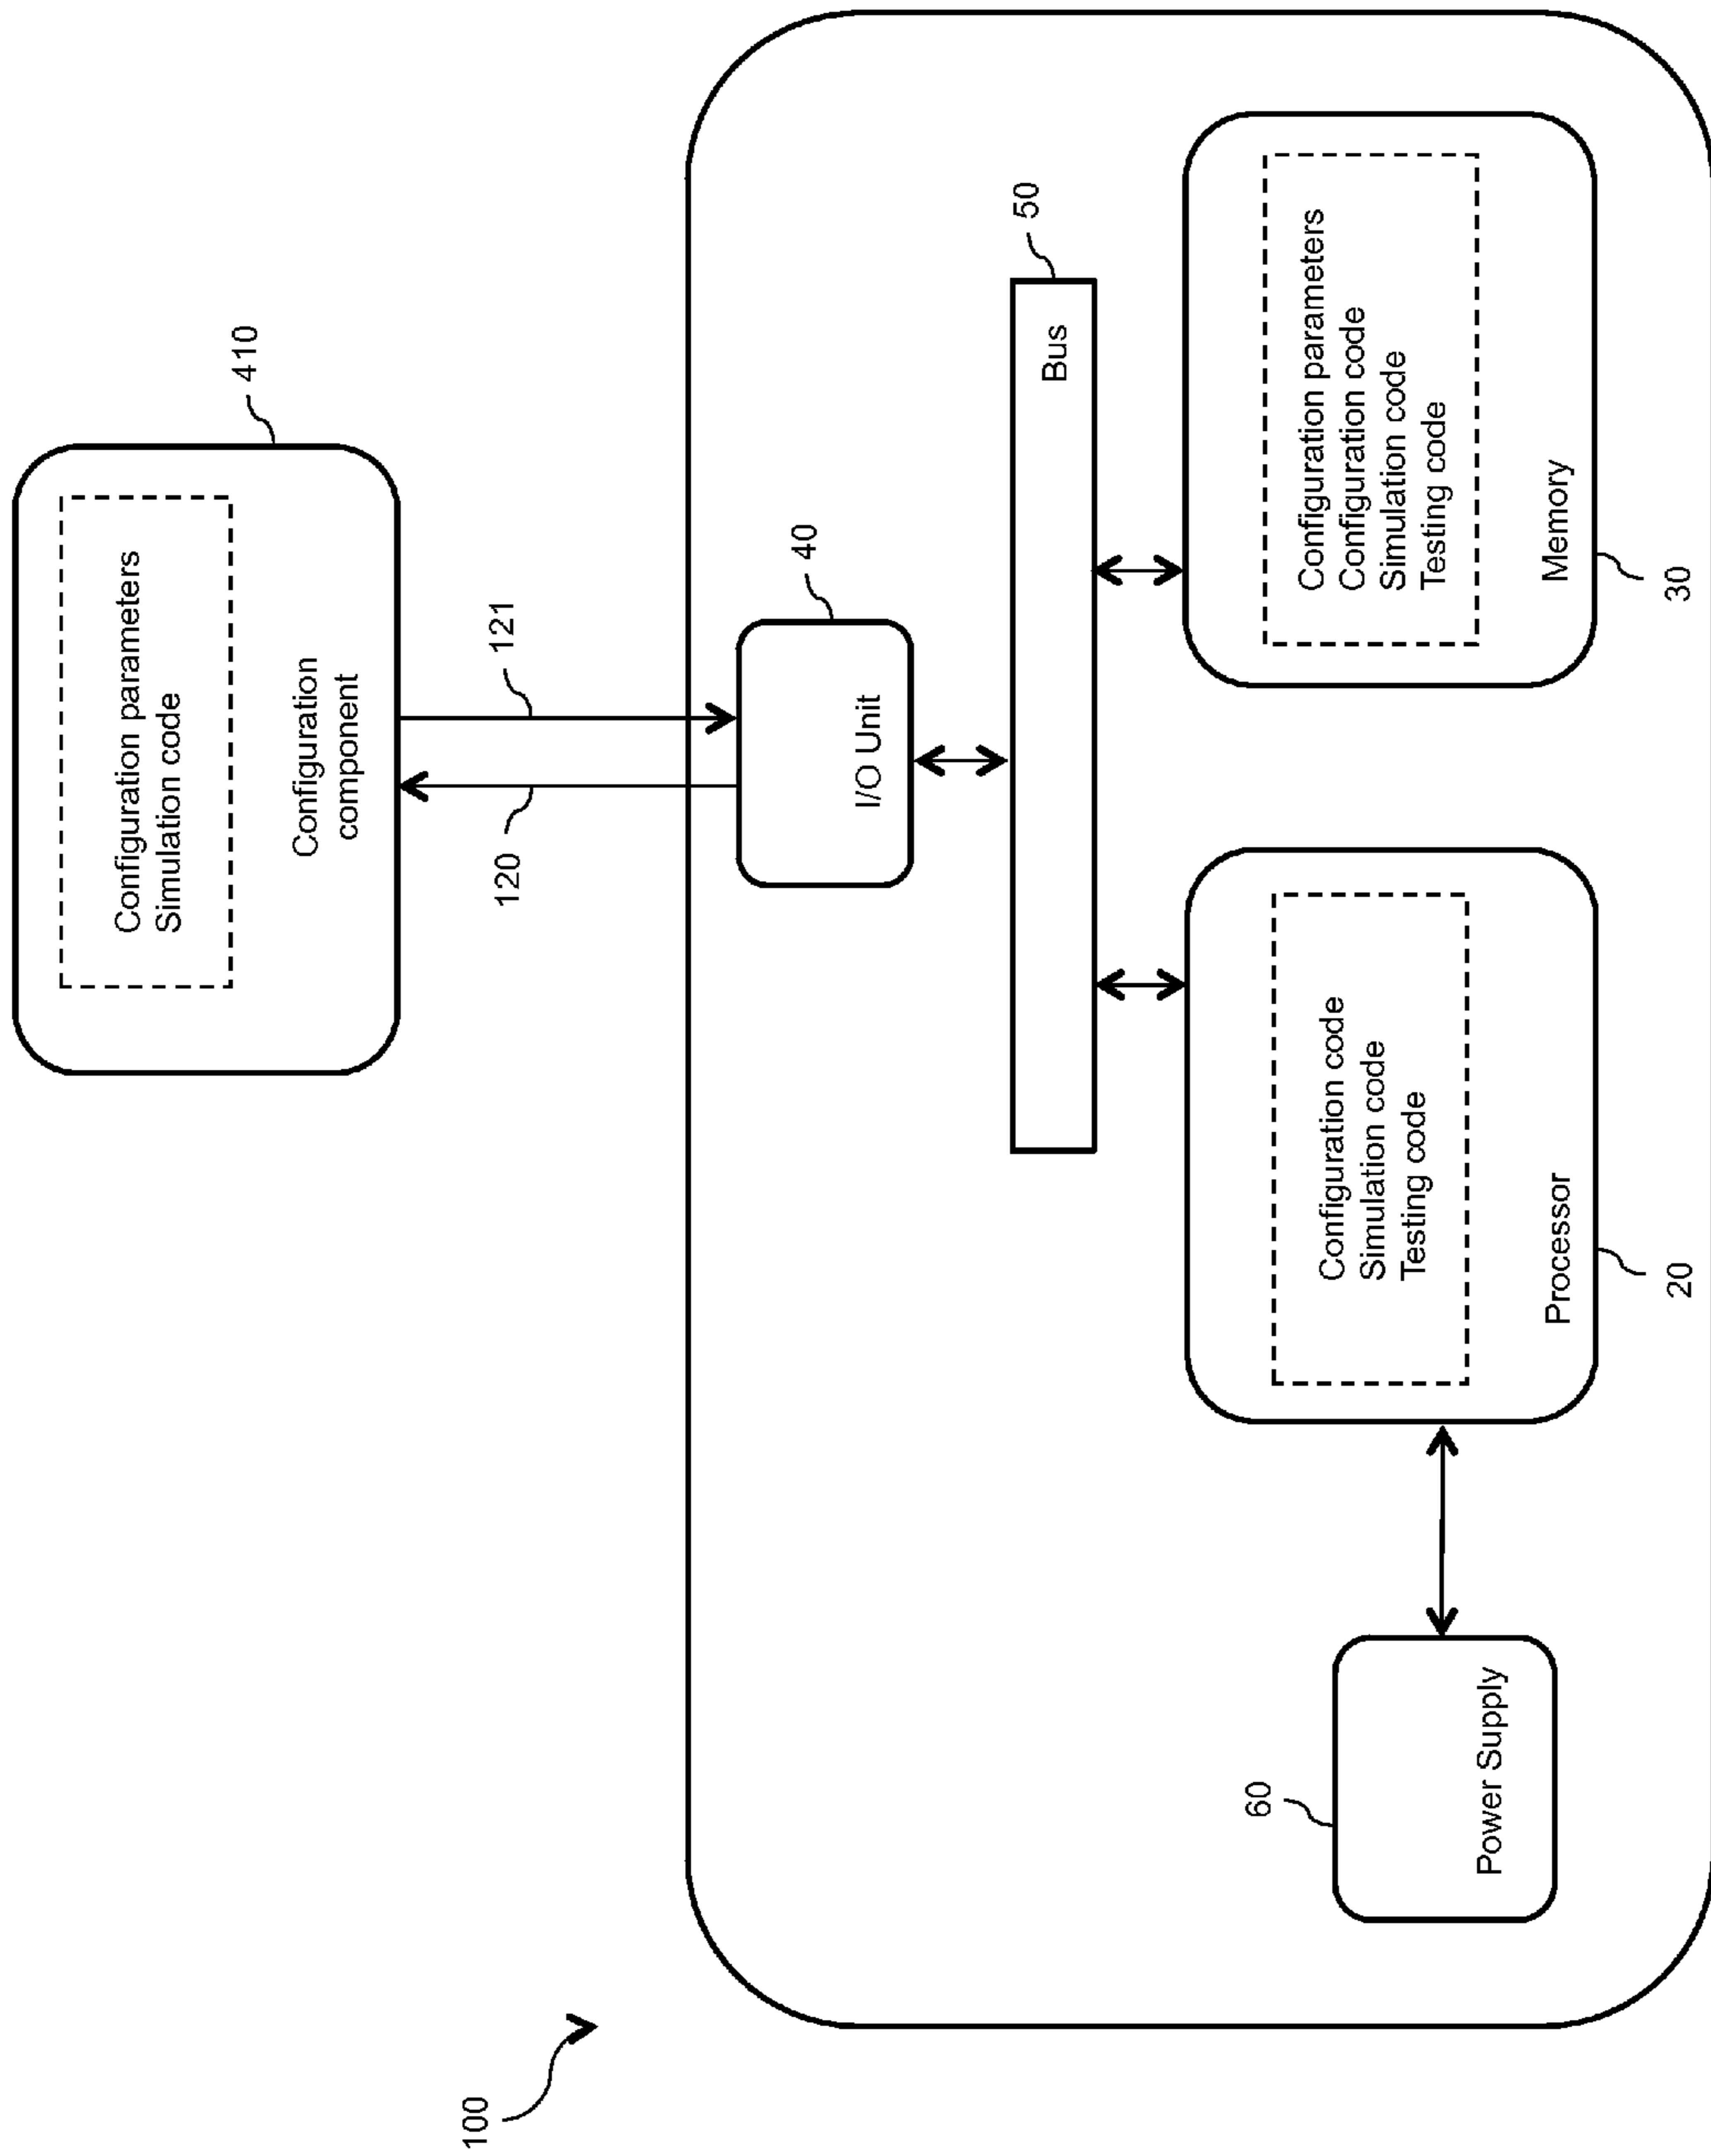 100
410
Configuration parameters
Simulation code
Configuration
component
120
121
40
I/O Unit
50
Bus
60
Power Supply
Configuration code
Simulation code
Testing code
Processor
20
Configuration parameters
Configuration code
Simulation code
Testing code
Memory
30